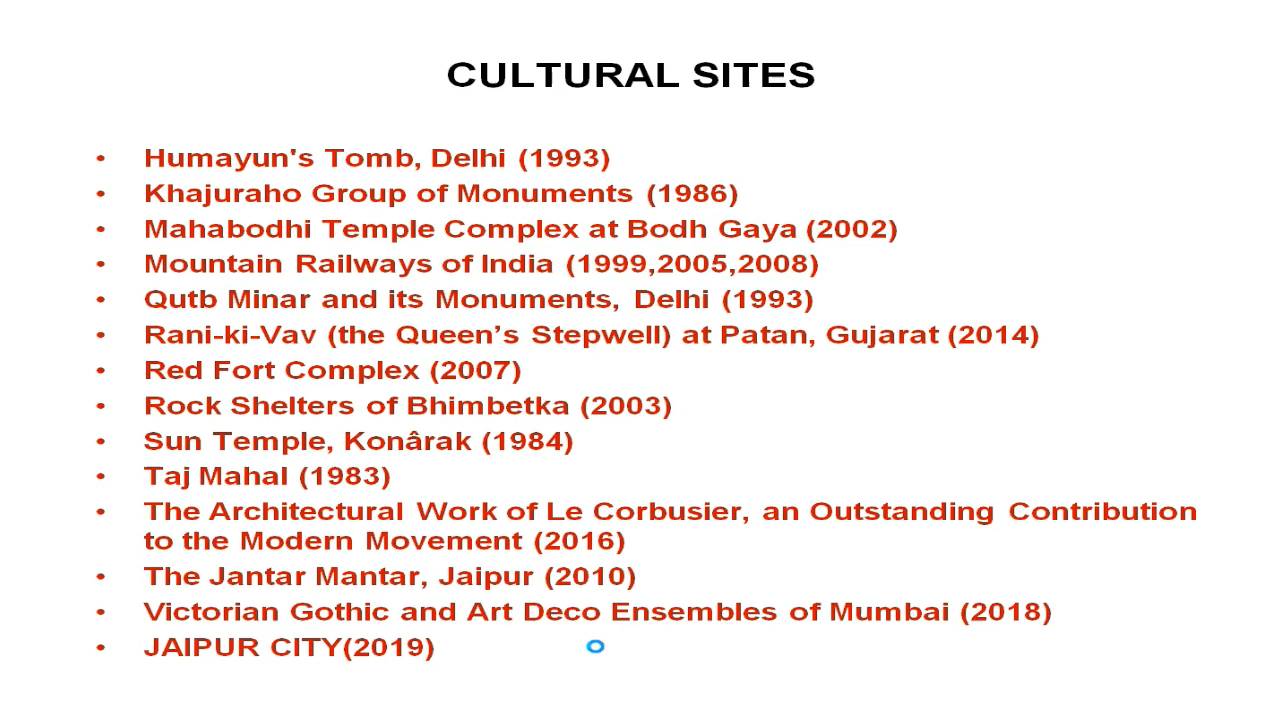 CULTURAL SITES
• Humayun's Tomb, Delhi (1993)
• Khajuraho Group of Monuments (1986)
• Mahabodhi Temple Complex at Bodh Gaya (2002)
• Mountain Railways of India (1999,2005,2008)
• Qutb Minar and its Monuments, Delhi (1993)
• Rani-ki-Vav (the Queen’s Stepwell) at Patan, Gujarat (2014)
• Red Fort Complex (2007)
• Rock Shelters of Bhimbetka (2003)
• Sun Temple, Konârak (1984)
• Taj Mahal (1983)
• The Architectural Work of Le Corbusier, an Outstanding Contribution
to the Modern Movement (2016)
• The Jantar Mantar, Jaipur (2010)
• Victorian Gothic and Art Deco Ensembles of Mumbai (2018)
• JAIPUR CITY(2019)